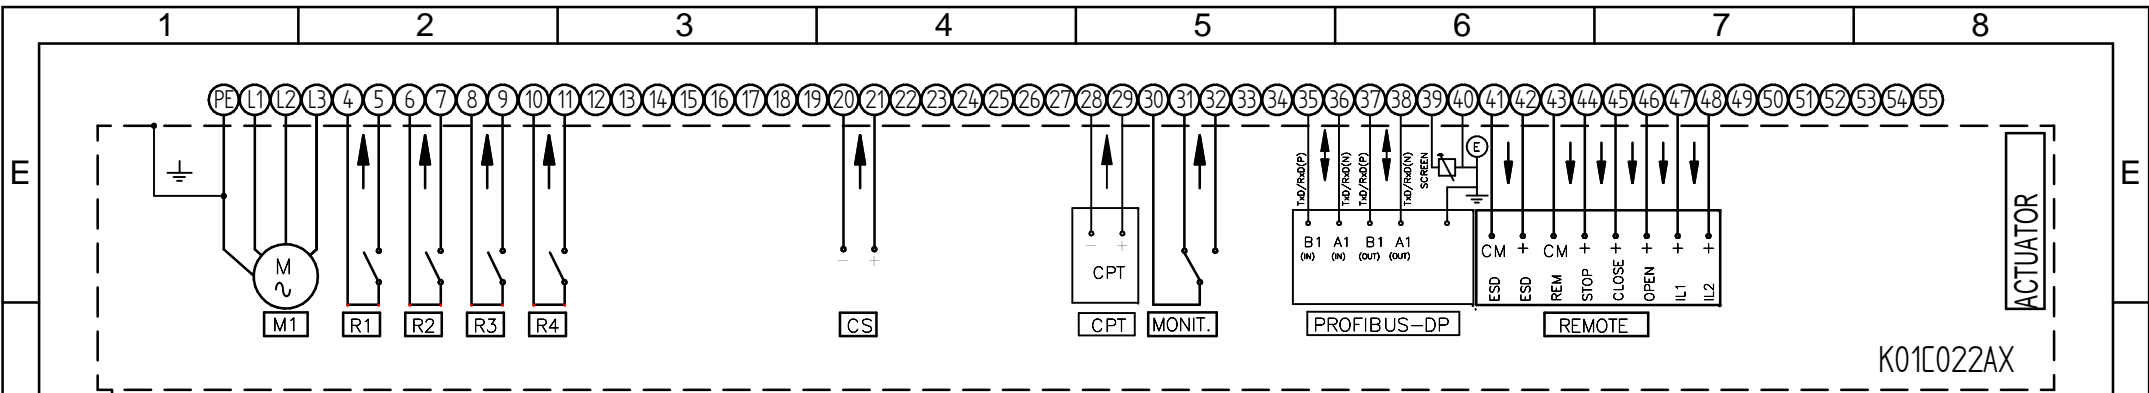 1 2 3 4 5 6 7 8
PE L1 L2 L3 4 5 6 7 8 9 10 11 12 13 14 15 16 17 18 19 20 21 22 23 24 25 26 27 28 29 30 31 32 33 34 35 36 37 38 39 40 41 42 43 44 45 46 47 48 49 50 51 52 53 54 55
E
E
E
TxD/RxD(P)
TxD/RxD(N)
TxD/RxD(P)
TxD/RxD(N)
SCREEN
ACTUATOR
M
- +
- +
CPT
B1 A1 B1 A1
(IN) (IN) (OUT) (OUT)
CM + CM + + + + +
ESD
ESD
REM
STOP
CLOSE
OPEN
IL1
IL2
M1 R1 R2 R3 R4 CS CPT MONIT. PROFIBUS-DP REMOTE
K01C022AX